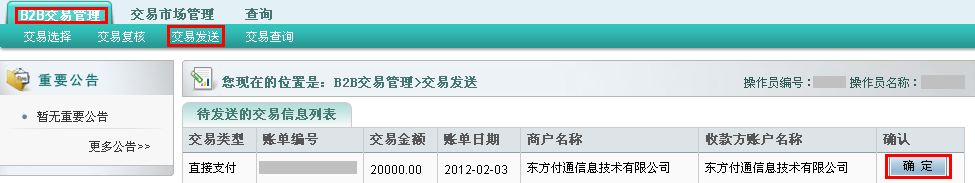 B2B交易管理 交易市场管理 查询
交易选择 交易复核 交易发送 交易查询
重要公告
暂无重要公告
更多公告>>
您现在的位置是：B2B交易管理>交易发送
操作员编号： 操作员名称：
待发送的交易信息列表
交易类型 账单编号 交易金额 账单日期 商户名称 收款方账户名称 确认
直接支付 20000.00 2012-02-03 东方付通信息技术有限公司 东方付通信息技术有限公司 确 定